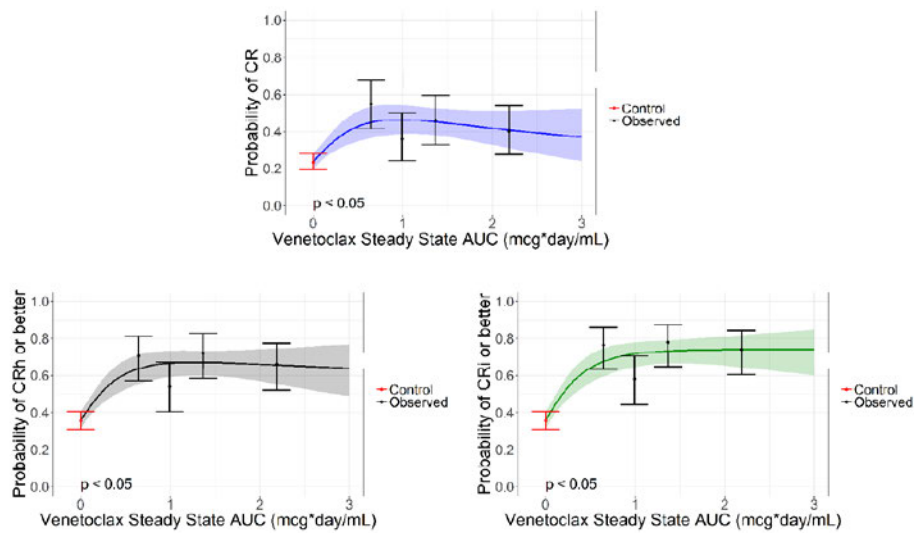 Probability of CR
1.0
0.8
0.6
0.4
0.2
0.0
p < 0.05
0 1 2 3
Venetoclax Steady State AUC (mcg*day/mL)
Control
Observed
Probability of CRh or better
1.0
0.8
0.6
0.4
0.2
0.0
p < 0.05
0 1 2 3
Venetoclax Steady State AUC (mcg*day/mL)
Control
Observed
Probability of CRi or better
1.0
0.8
0.6
0.4
0.2
0.0
p < 0.05
0 1 2 3
Venetoclax Steady State AUC (mcg*day/mL)
Control
Observed